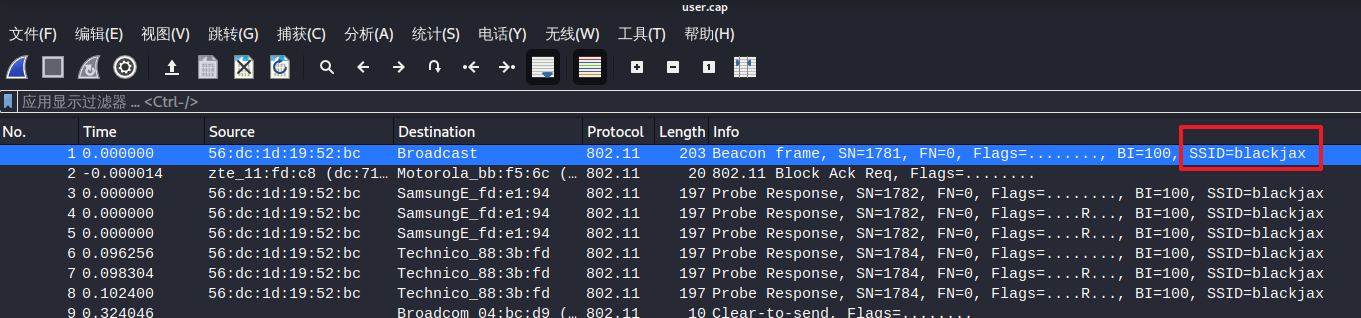 user.cap
文件(F) 编辑(E) 视图(V) 跳转(G) 捕获(C) 分析(A) 统计(S) 电话(Y) 无线(W) 工具(T) 帮助(H)
应用显示过滤器 … <Ctrl-/>
No. Time Source Destination Protocol Length Info
1 0.000000 56:dc:1d:19:52:bc Broadcast 802.11 203 Beacon frame, SN=1781, FN=0, Flags=........, BI=100, SSID=blackjax
2 -0.000014 zte_11:fd:c8 (dc:71… Motorola_bb:f5:6c (… 802.11 20 802.11 Block Ack Req, Flags=........
3 0.000000 56:dc:1d:19:52:bc SamsungE_fd:e1:94 802.11 197 Probe Response, SN=1782, FN=0, Flags=........, BI=100, SSID=blackjax
4 0.000000 56:dc:1d:19:52:bc SamsungE_fd:e1:94 802.11 197 Probe Response, SN=1782, FN=0, Flags=....R..., BI=100, SSID=blackjax
5 0.000000 56:dc:1d:19:52:bc SamsungE_fd:e1:94 802.11 197 Probe Response, SN=1782, FN=0, Flags=....R..., BI=100, SSID=blackjax
6 0.096256 56:dc:1d:19:52:bc Technico_88:3b:fd 802.11 197 Probe Response, SN=1784, FN=0, Flags=........, BI=100, SSID=blackjax
7 0.098304 56:dc:1d:19:52:bc Technico_88:3b:fd 802.11 197 Probe Response, SN=1784, FN=0, Flags=....R..., BI=100, SSID=blackjax
8 0.102400 56:dc:1d:19:52:bc Technico_88:3b:fd 802.11 197 Probe Response, SN=1784, FN=0, Flags=....R..., BI=100, SSID=blackjax
9 0.324046 Broadcom_04:bc:d9 (… 802.11 10 Clear-to-send, Flags=........